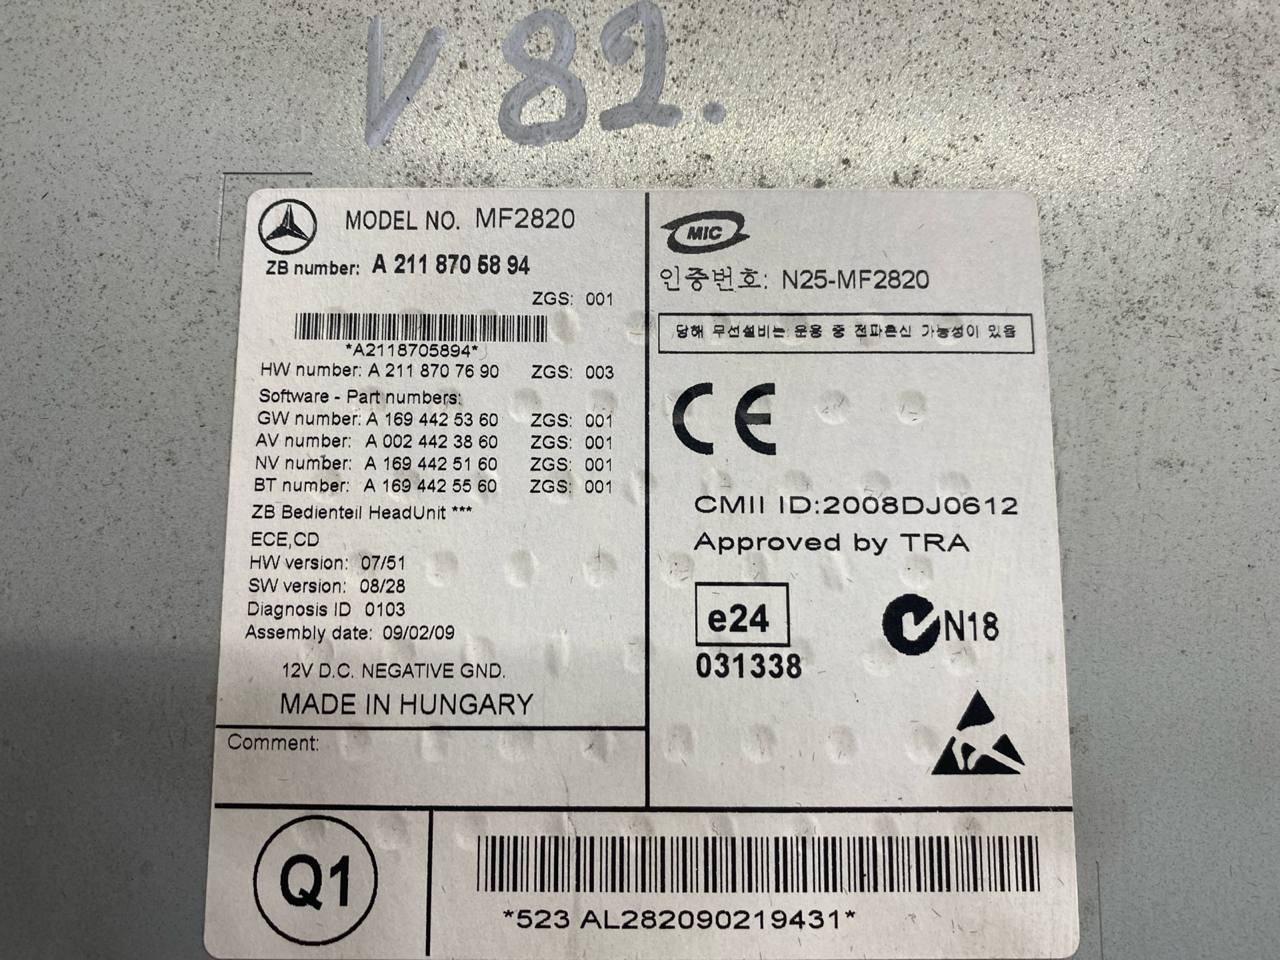 V 82.
MODEL NO. MF2820
ZB number: A 211 870 58 94
ZGS: 001
*A2118705894*
HW number: A 211 870 76 90 ZGS: 003
Software - Part numbers:
GW number: A 169 442 53 60 ZGS: 001
AV number: A 002 442 38 60 ZGS: 001
NV number: A 169 442 51 60 ZGS: 001
BT number: A 169 442 55 60 ZGS: 001
ZB Bedienteil HeadUnit ***
ECE,CD
HW version: 07/51
SW version: 08/28
Diagnosis ID 0103
Assembly date: 09/02/09
12V D.C. NEGATIVE GND.
MADE IN HUNGARY
Comment:
MIC
인증번호: N25-MF2820
당해 무선설비는 운용 중 전파혼신 가능성이 있음
CE
CMII ID:2008DJ0612
Approved by TRA
e24
031338
N18
Q1
*523 AL282090219431*